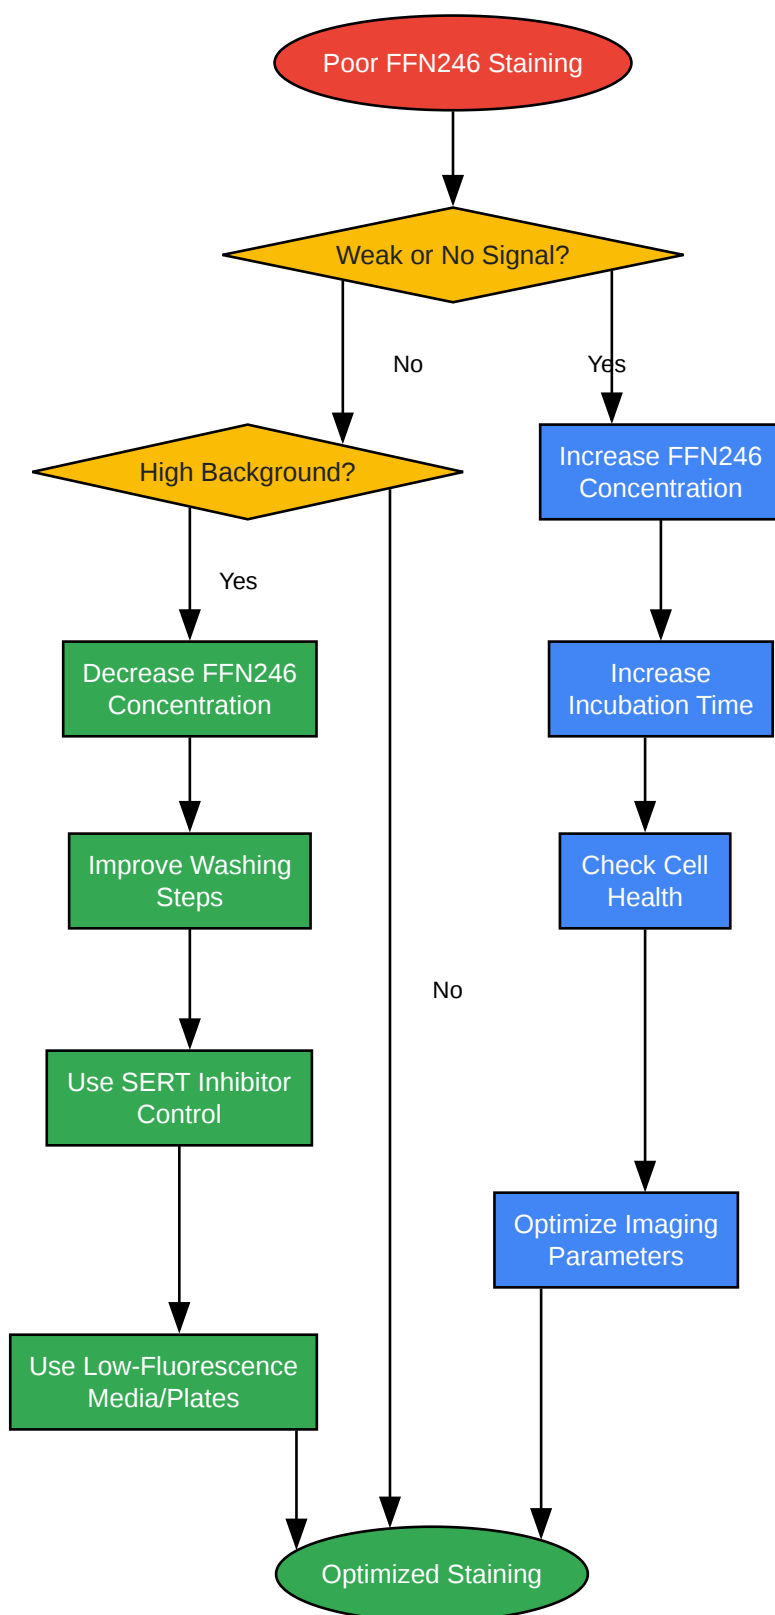 Poor FFN246 Staining
Weak or No Signal?
No
Yes
High Background?
Increase FFN246
Concentration
Yes
Decrease FFN246
Concentration
Increase
Incubation Time
Improve Washing
Steps
Check Cell
Health
No
Use SERT Inhibitor
Control
Optimize Imaging
Parameters
Use Low-Fluorescence
Media/Plates
Optimized Staining